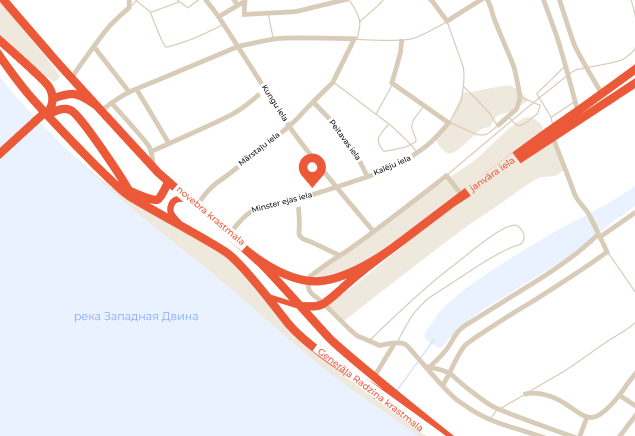 Kungu iela
Peitavas iela
Mārstaļu iela
Kalēju iela
janvāra iela
Minster ejas iela
novebra krastmala
река Западная Двина
Ģenerāļa Radziņa krastmala